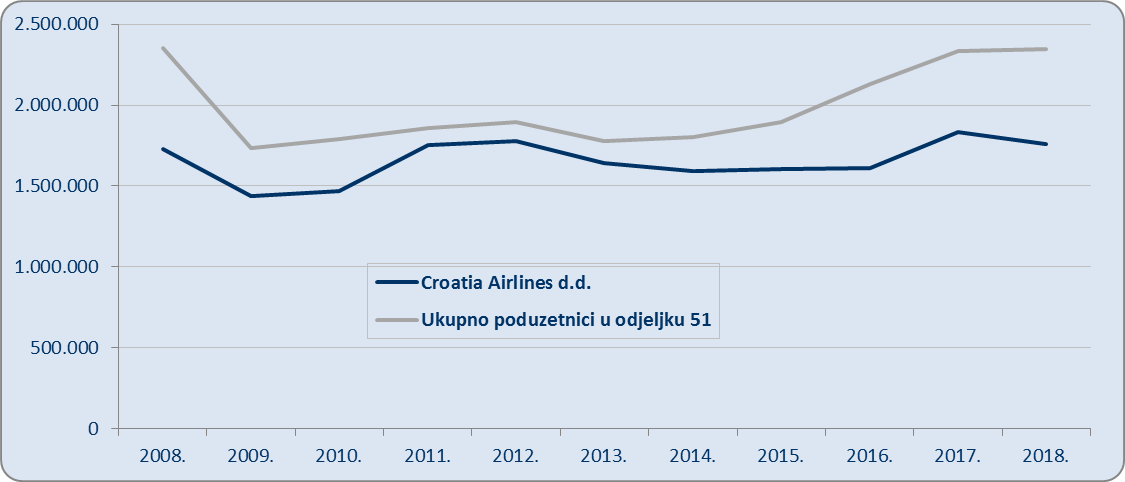 2.500.000
2.000.000
1.500.000
1.000.000
500.000
0
Croatia Airlines d.d.
Ukupno poduzetnici u odjeljku 51
2008. 2009. 2010. 2011. 2012. 2013. 2014. 2015. 2016. 2017. 2018.